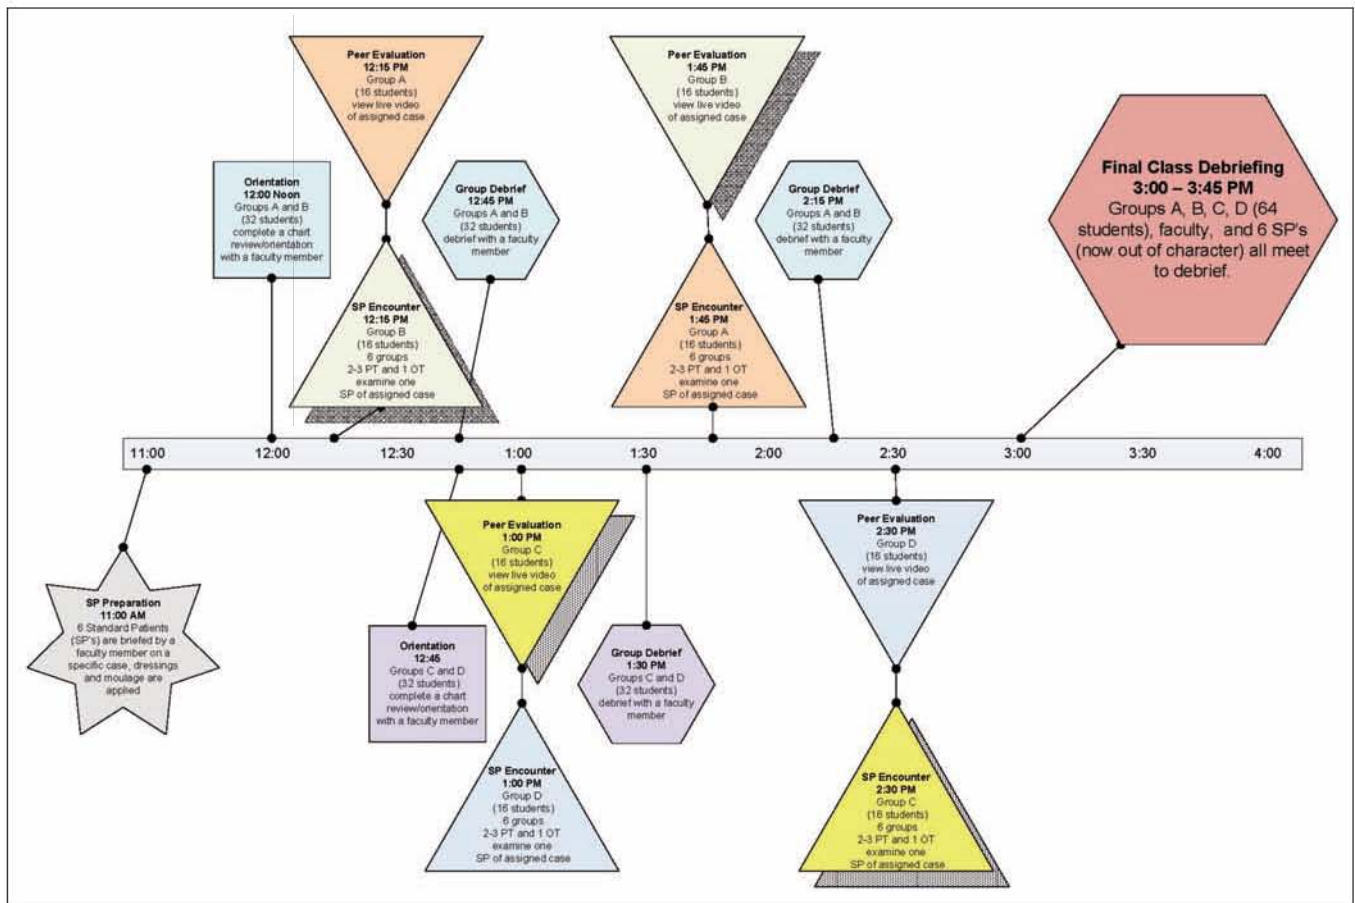 Peer Evaluation
12:15 PM
Group A
(16 students)
view live video
of assigned case
Peer Evaluation
1:45 PM
Group B
(16 students)
view live video
of assigned case
Orientation
12:00 Noon
Groups A and B
(32 students)
complete a chart
review/orientation
with a faculty member
Group Debrief
12:45 PM
Groups A and B
(32 students)
debrief with a faculty
member
Group Debrief
2:15 PM
Groups A and B
(32 students)
debrief with a faculty
member
Final Class Debriefing
3:00 – 3:45 PM
Groups A, B, C, D (64
students), faculty, and 6 SP's
(now out of character) all meet
to debrief.
SP Encounter
12:15 PM
Group B
(16 students)
6 groups
2-3 PT and 1 OT
examine one
SP of assigned case
SP Encounter
1:45 PM
Group A
(16 students)
6 groups
2-3 PT and 1 OT
examine one
SP of assigned case
11:00 12:00 12:30 1:00 1:30 2:00 2:30 3:00 3:30 4:00
Peer Evaluation
1:00 PM
Group C
(16 students)
view live video
of assigned case
Peer Evaluation
2:30 PM
Group D
(16 students)
view live video
of assigned case
SP Preparation
11:00 AM
6 Standard Patients
(SP's) are briefed by a
faculty member on a
specific case, dressings
and moulage are
applied
Orientation
12:45
Groups C and D
(32 students)
complete a chart
review/orientation
with a faculty member
Group Debrief
1:30 PM
Groups C and D
(32 students)
debrief with a faculty
member
SP Encounter
1:00 PM
Group D
(16 students)
6 groups
2-3 PT and 1 OT
examine one
SP of assigned case
SP Encounter
2:30 PM
Group C
(16 students)
6 groups
2-3 PT and 1 OT
examine one
SP of assigned case